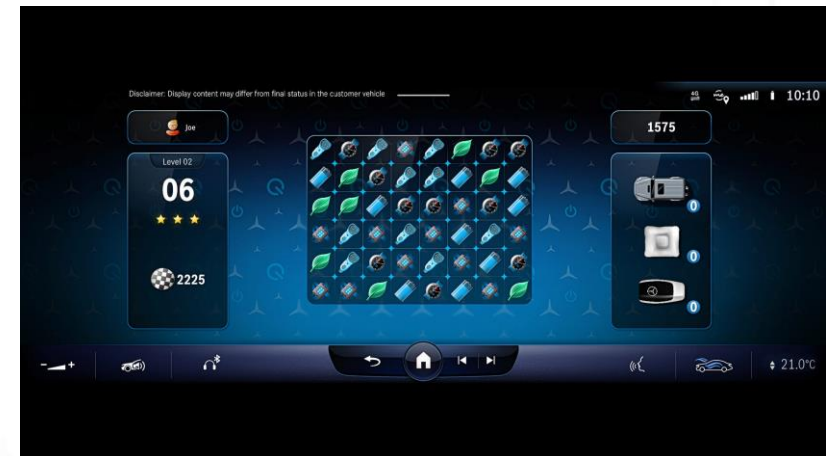 Disclaimer: Display content may differ from final status in the customer vehicle
4G
10:10
Joe
1575
Level 02
06
2225
0
0
0
- +
21.0°C